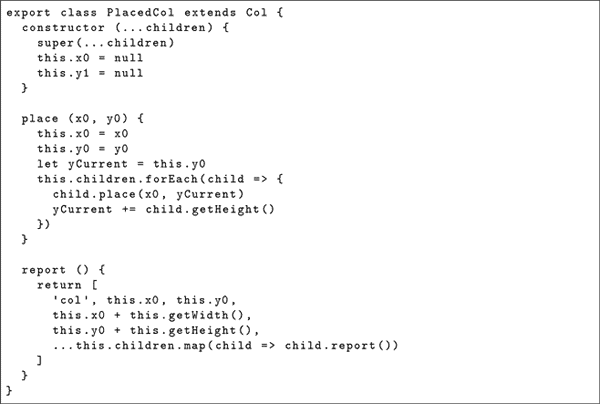 export class PlacedCol extends Col {
  constructor (...children) {
    super(...children)
    this.x0 = null
    this.y1 = null
  }

  place (x0, y0) {
    this.x0 = x0
    this.y0 = y0
    let yCurrent = this.y0
    this.children.forEach(child => {
      child.place(x0, yCurrent)
      yCurrent += child.getHeight()
    })
  }

  report () {
    return [
      'col', this.x0, this.y0,
      this.x0 + this.getWidth(),
      this.y0 + this.getHeight(),
      ...this.children.map(child => child.report())
    ]
  }
}